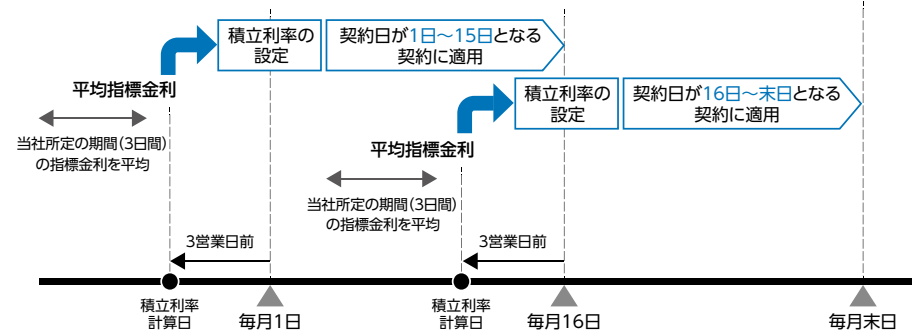 積立利率の
設定
契約日が1日～15日となる
契約に適用
平均指標金利
当社所定の期間(3日間)
の指標金利を平均
積立利率の
設定
契約日が16日～末日となる
契約に適用
平均指標金利
当社所定の期間(3日間)
の指標金利を平均
3営業日前
3営業日前
積立利率
計算日
毎月1日
積立利率
計算日
毎月16日
毎月末日